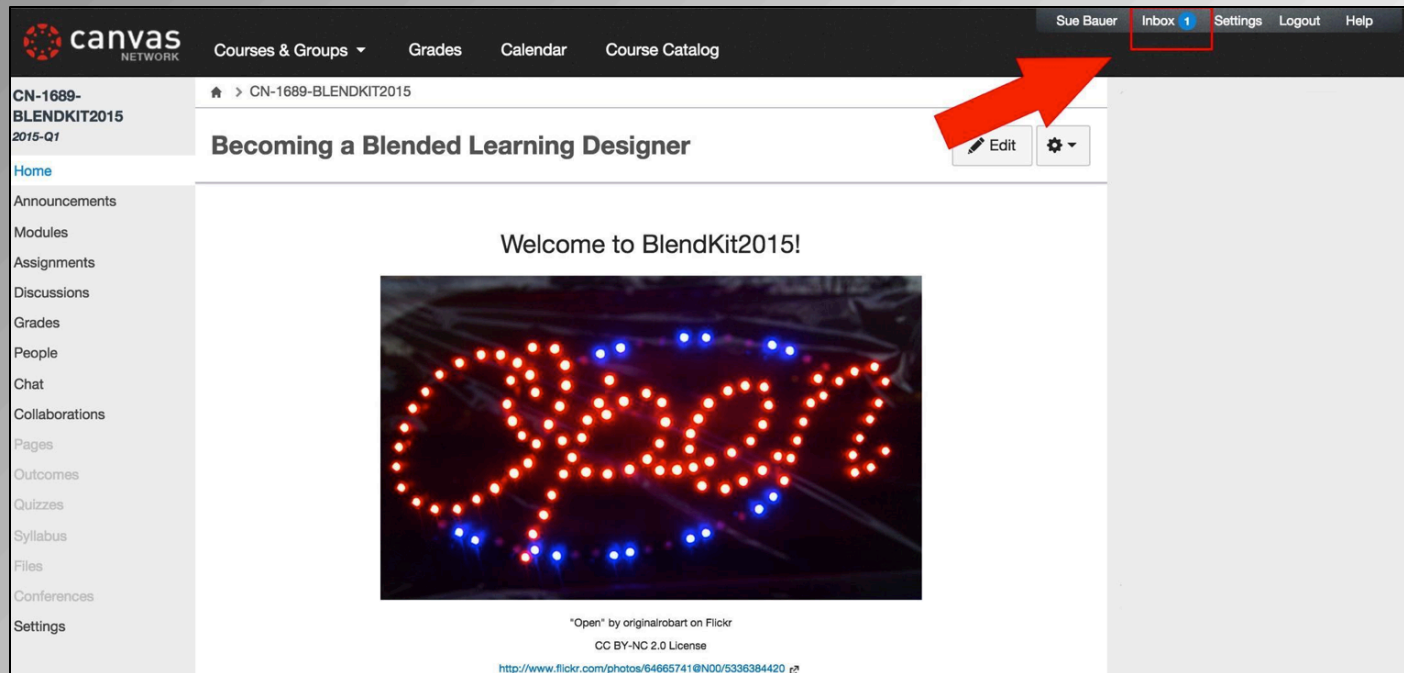 Sue Bauer Inbox 1 Settings Logout Help
canvas
NETWORK
Courses & Groups Grades Calendar Course Catalog
CN-1689-
BLENDKIT2015
2015-Q1
> CN-1689-BLENDKIT2015
Becoming a Blended Learning Designer
Edit
Home
Announcements
Modules
Assignments
Discussions
Grades
People
Chat
Collaborations
Pages
Outcomes
Quizzes
Syllabus
Files
Conferences
Settings
Welcome to BlendKit2015!
Open
"Open" by originalrobart on Flickr
CC BY-NC 2.0 License
http://www.flickr.com/photos/64665741@N00/5336384420